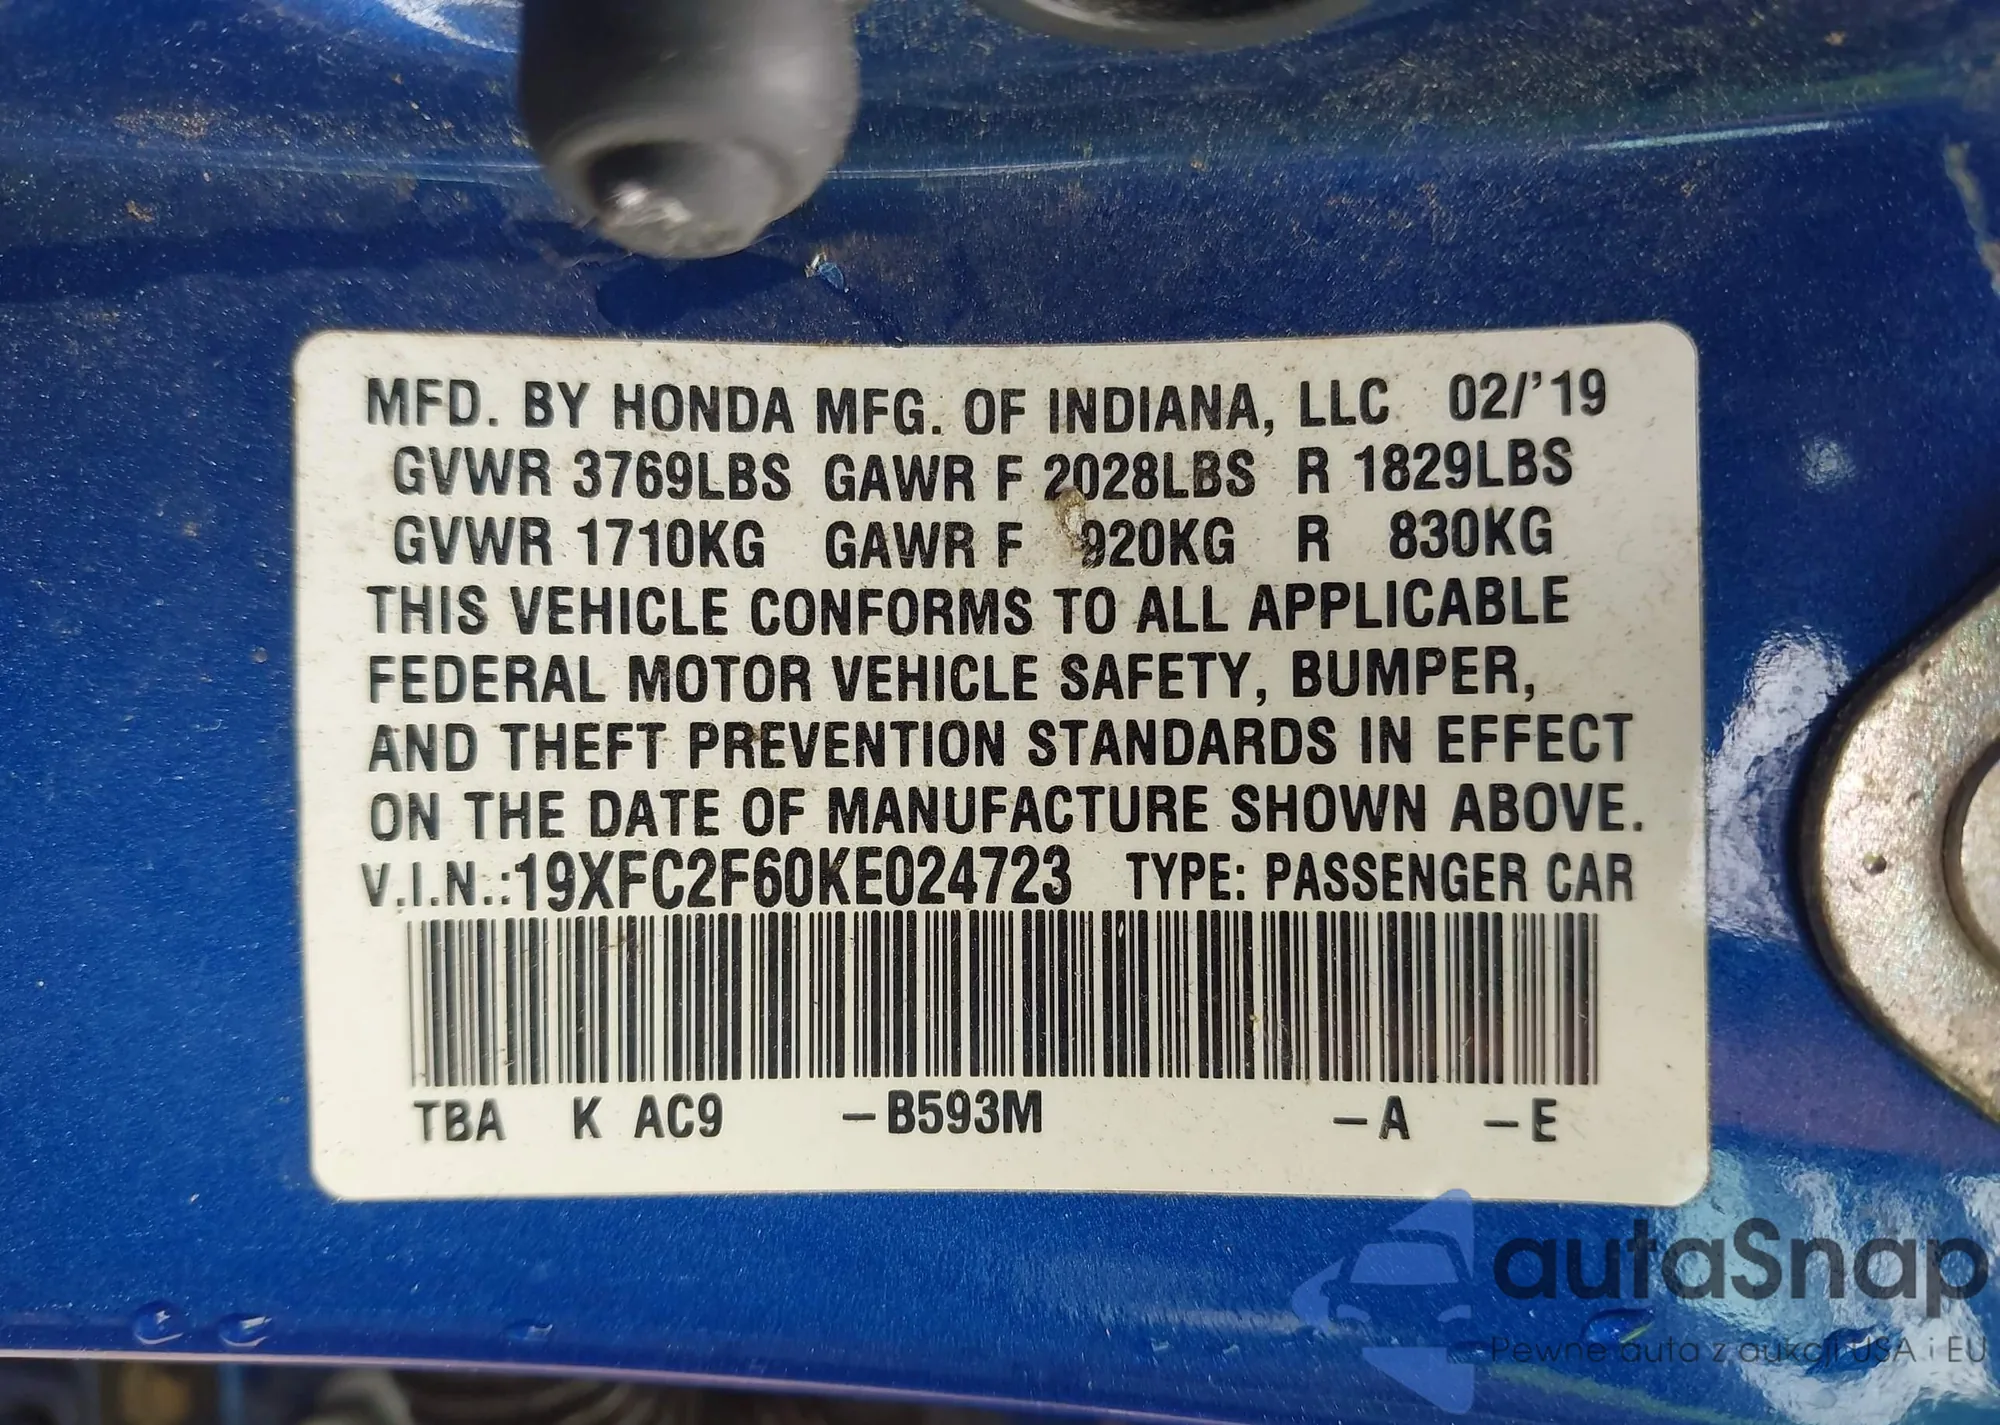 MFD. BY HONDA MFG. OF INDIANA, LLC 02/'19
GVWR 3769LBS GAWR F 2028LBS R 1829LBS
GVWR 1710KG GAWR F 920KG R 830KG
THIS VEHICLE CONFORMS TO ALL APPLICABLE
FEDERAL MOTOR VEHICLE SAFETY, BUMPER,
AND THEFT PREVENTION STANDARDS IN EFFECT
ON THE DATE OF MANUFACTURE SHOWN ABOVE.
V.I.N.:19XFC2F60KE024723 TYPE: PASSENGER CAR
TBA K AC9 -B593M -A -E
autaSnap
Pewne auta z aukcji USA i EU